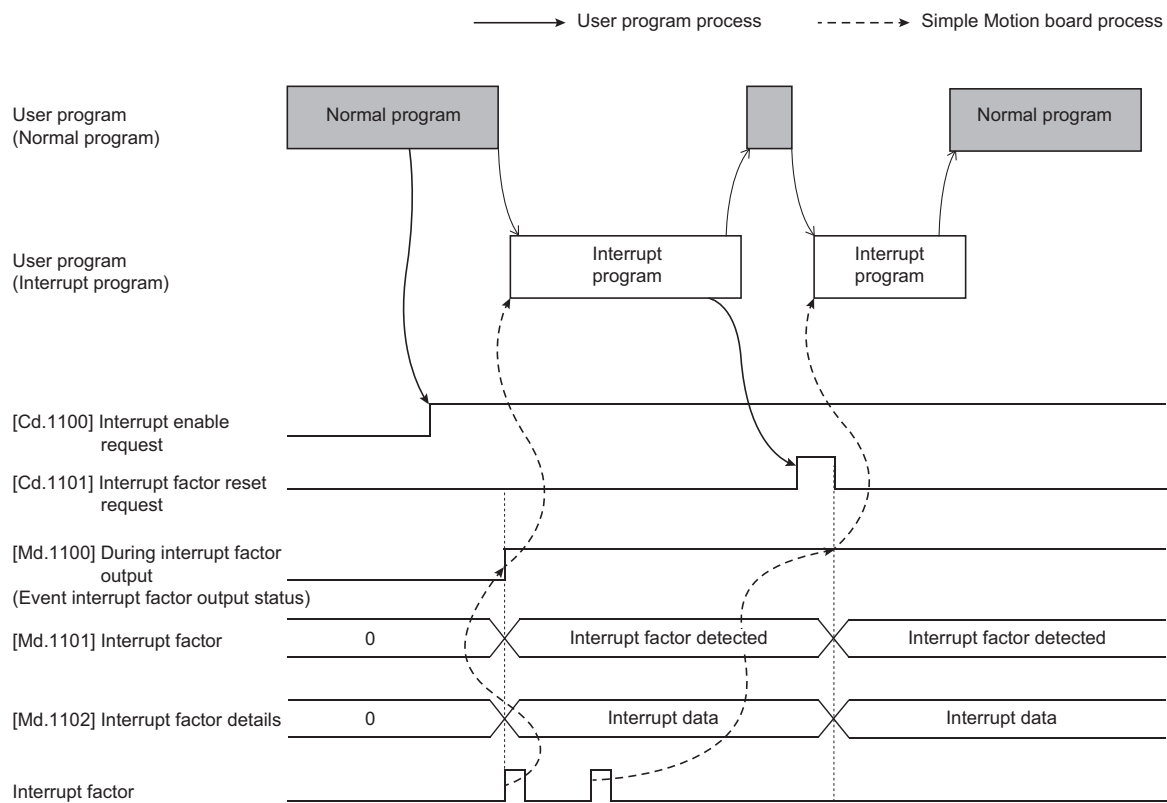 User program process
Simple Motion board process
User program
(Normal program)
Normal program
Normal program
User program
(Interrupt program)
Interrupt
program
Interrupt
program
[Cd.1100] Interrupt enable
request
[Cd.1101] Interrupt factor reset
request
[Md.1100] During interrupt factor
output
(Event interrupt factor output status)
[Md.1101] Interrupt factor
0
Interrupt factor detected
Interrupt factor detected
[Md.1102] Interrupt factor details
0
Interrupt data
Interrupt data
Interrupt factor